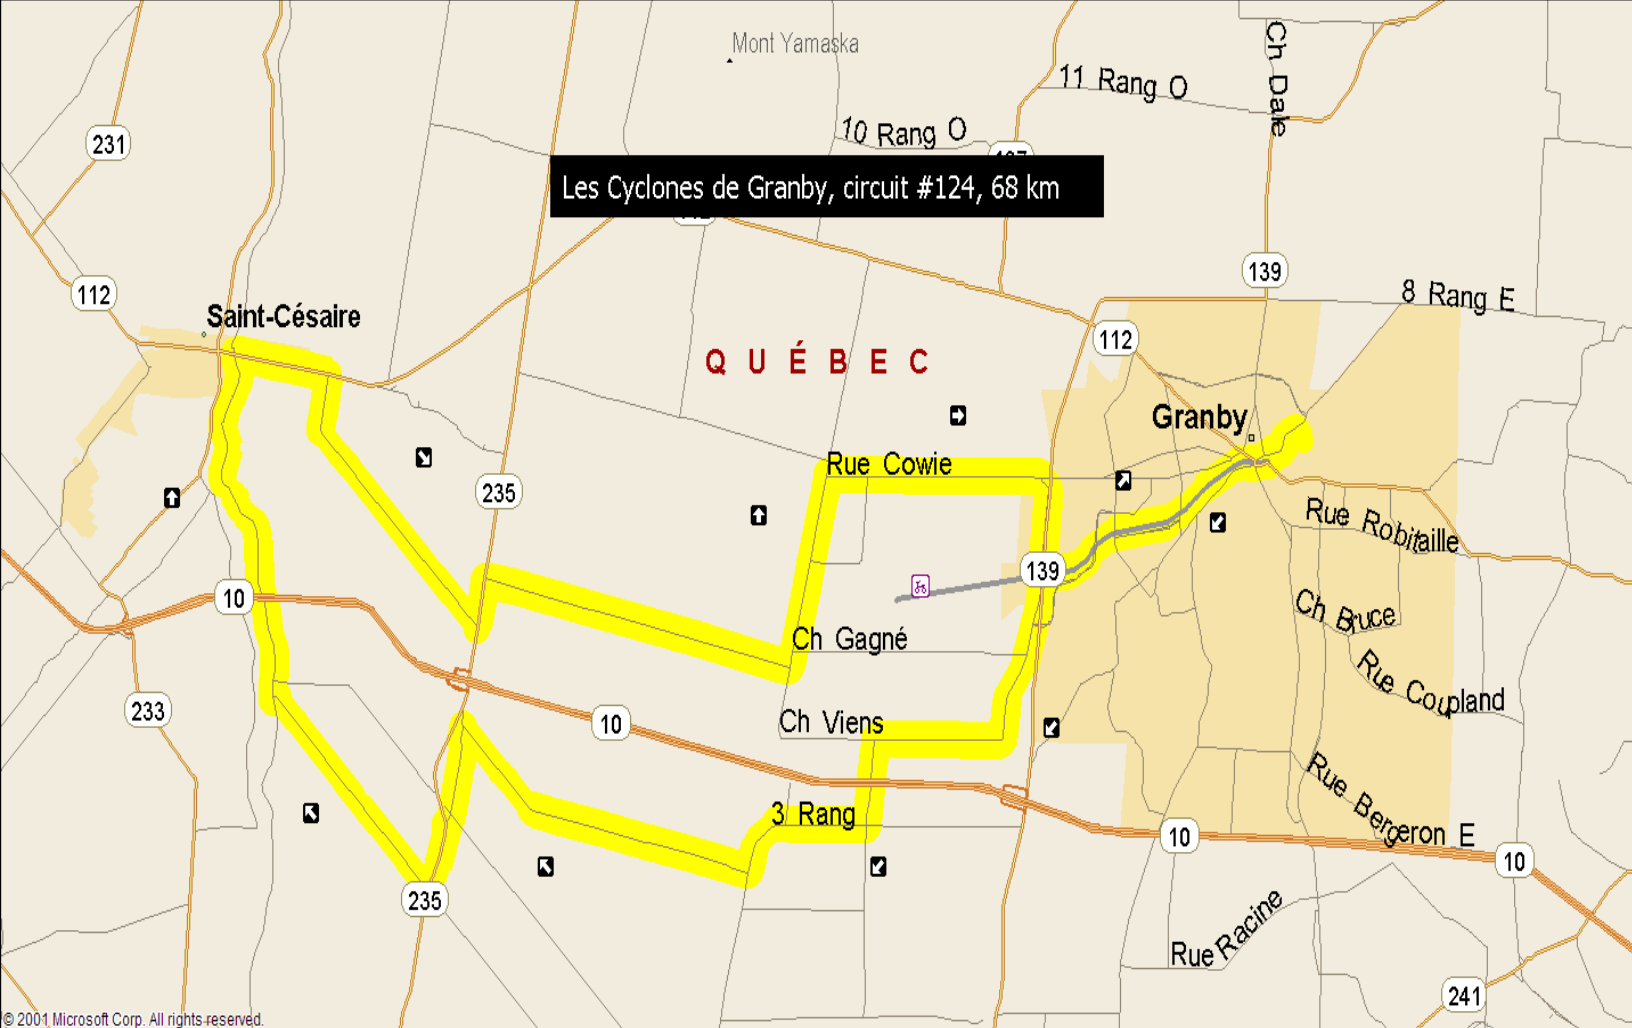 Mont Yamaska
11 Rang O
Ch Dale
10 Rang O
231
Les Cyclones de Granby, circuit #124, 68 km
139
112
8 Rang E
Saint-Césaire
112
QUÉBEC
Granby
Rue Cowie
235
Rue Robitaille
139
10
Ch Bruce
Ch Gagné
Rue Coupland
233
10
Ch Viens
Rue Bergeron E
3 Rang
10
10
235
Rue Racine
241
© 2001 Microsoft Corp. All rights reserved.